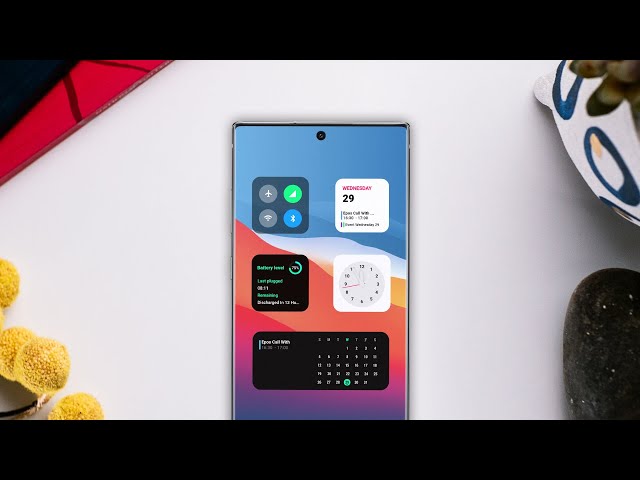 WEDNESDAY
29
Epos Call With ...
16:30 - 17:00
Event Wednesday 29
Battery level
75%
Last plugged
08:11
Remaining
Discharged In 12 Ho...
12
Epos Call With
16:30 - 17:00
S M T W T F S
1 2 3 4
5 6 7 8 9 10 11
12 13 14 15 16 17 18
19 20 21 22 23 24 25
26 27 28 29 30 31